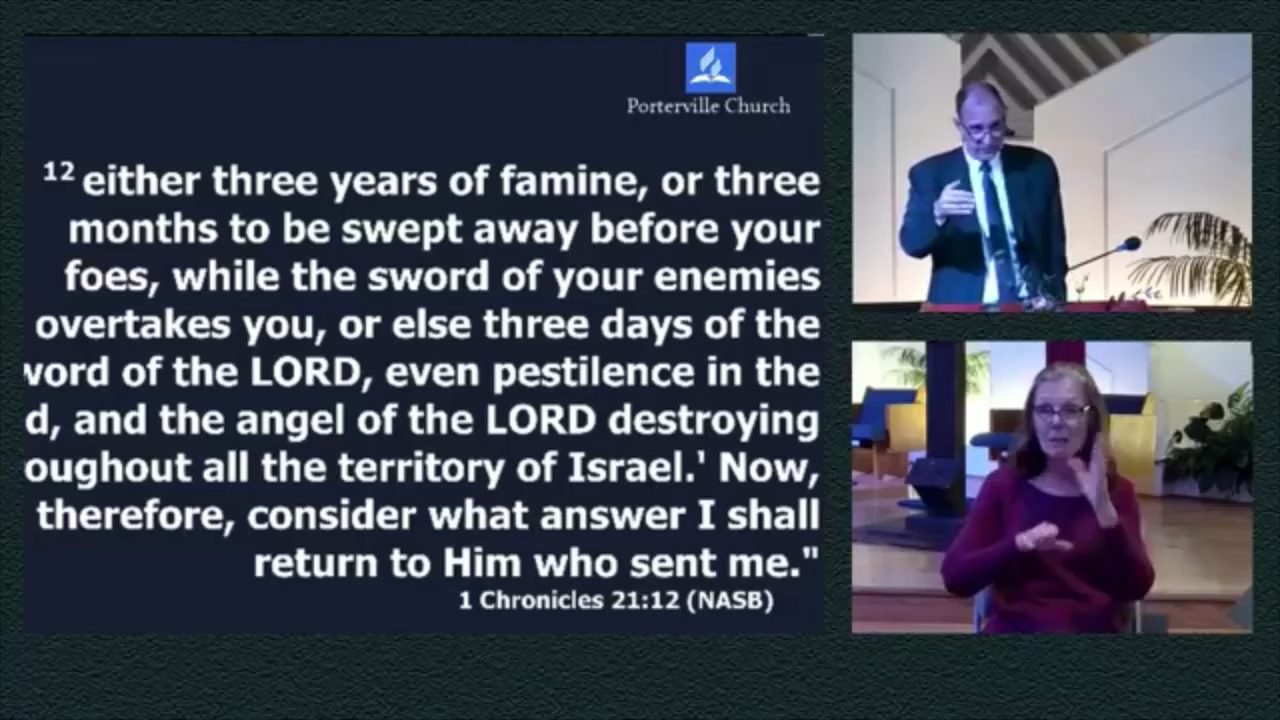 Porterville Church
12 either three years of famine, or three
months to be swept away before your
foes, while the sword of your enemies
overtakes you, or else three days of the
word of the LORD, even pestilence in the
d, and the angel of the LORD destroying
oughout all the territory of Israel.' Now,
therefore, consider what answer I shall
return to Him who sent me."
1 Chronicles 21:12 (NASB)